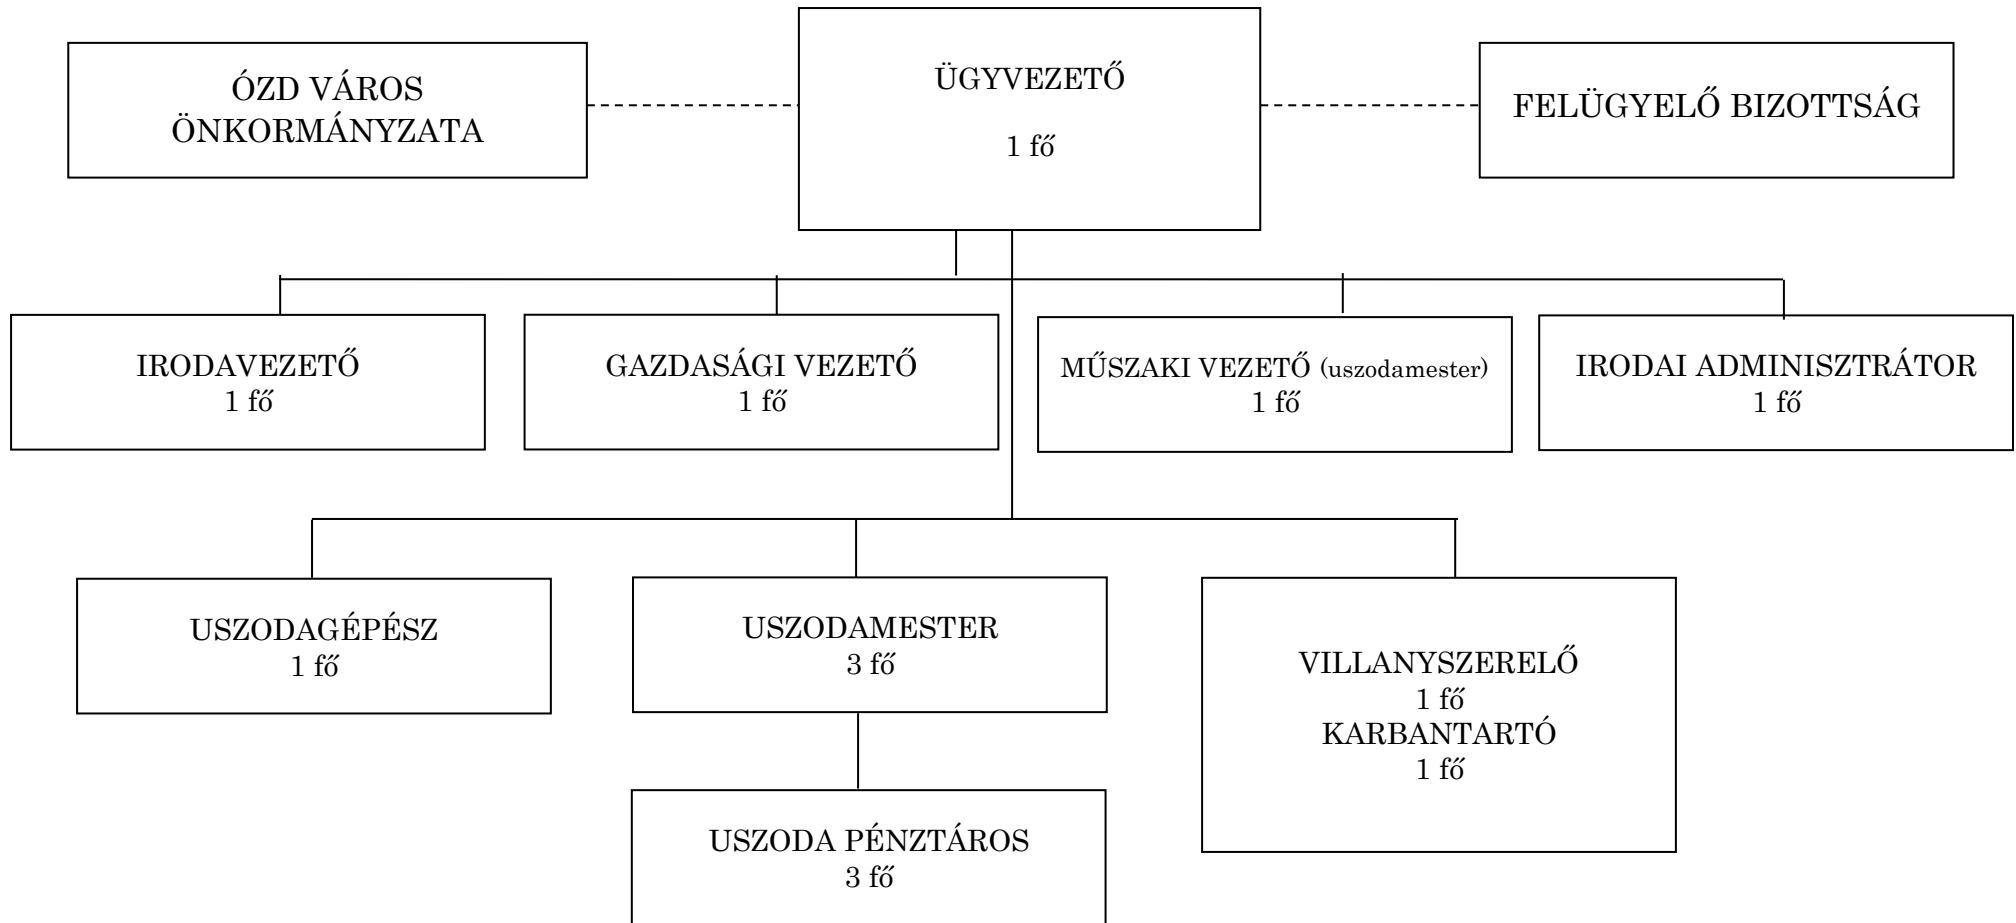 ÓZD VÁROS
ÖNKORMÁNYZATA
ÜGYVEZETŐ
1 fő
FELÜGYELŐ BIZOTTSÁG
IRODAVEZETŐ
1 fő
GAZDASÁGI VEZETŐ
1 fő
MŰSZAKI VEZETŐ (uszodamester)
1 fő
IRODAI ADMINISZTRÁTOR
1 fő
USZODAGÉPÉSZ
1 fő
USZODAMESTER
3 fő
VILLANYSZERELŐ
1 fő
KARBANTARTÓ
1 fő
USZODA PÉNZTÁROS
3 fő